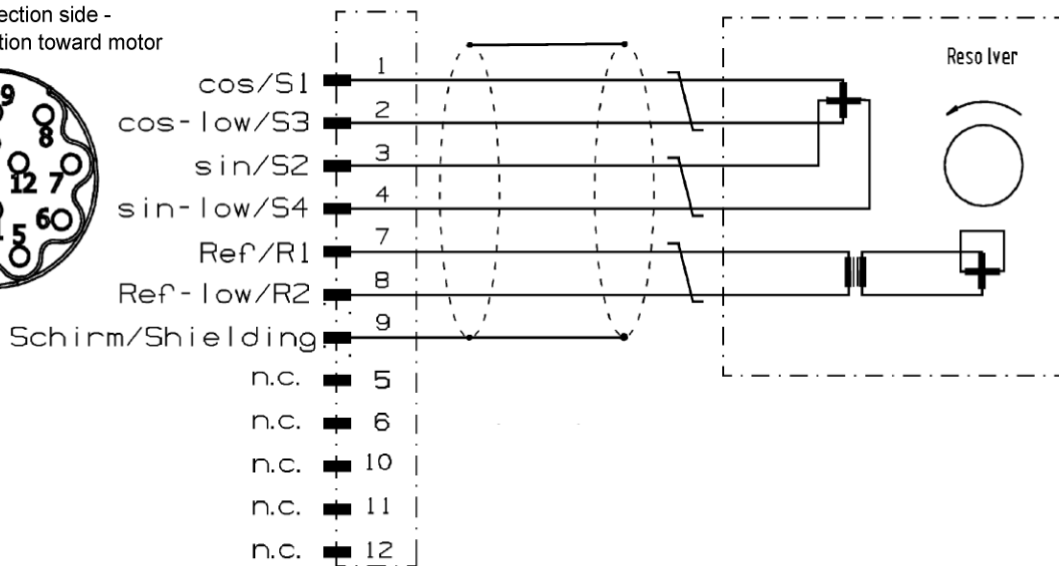 ection side -
tion toward motor
9
8
12 7
6
5
Resolver
cos/S1 1
cos-low/S3 2
sin/S2 3
sin-low/S4 4
Ref/R1 7
Ref-low/R2 8
Schirm/Shielding 9
n.c. 5
n.c. 6
n.c. 10
n.c. 11
n.c. 12